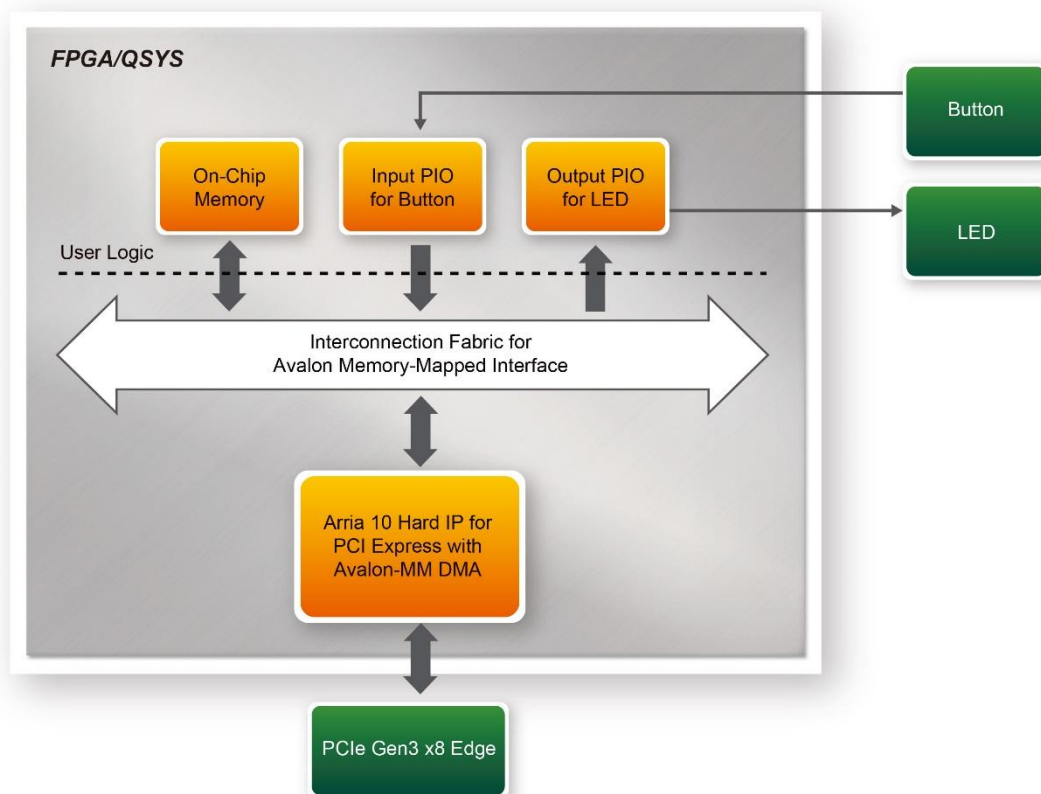 FPGA/QSYS
Button
On-Chip
Memory
Input PIO
for Button
Output PIO
for LED
LED
User Logic
Interconnection Fabric for
Avalon Memory-Mapped Interface
Arria 10 Hard IP for
PCI Express with
Avalon-MM DMA
PCIe Gen3 x8 Edge